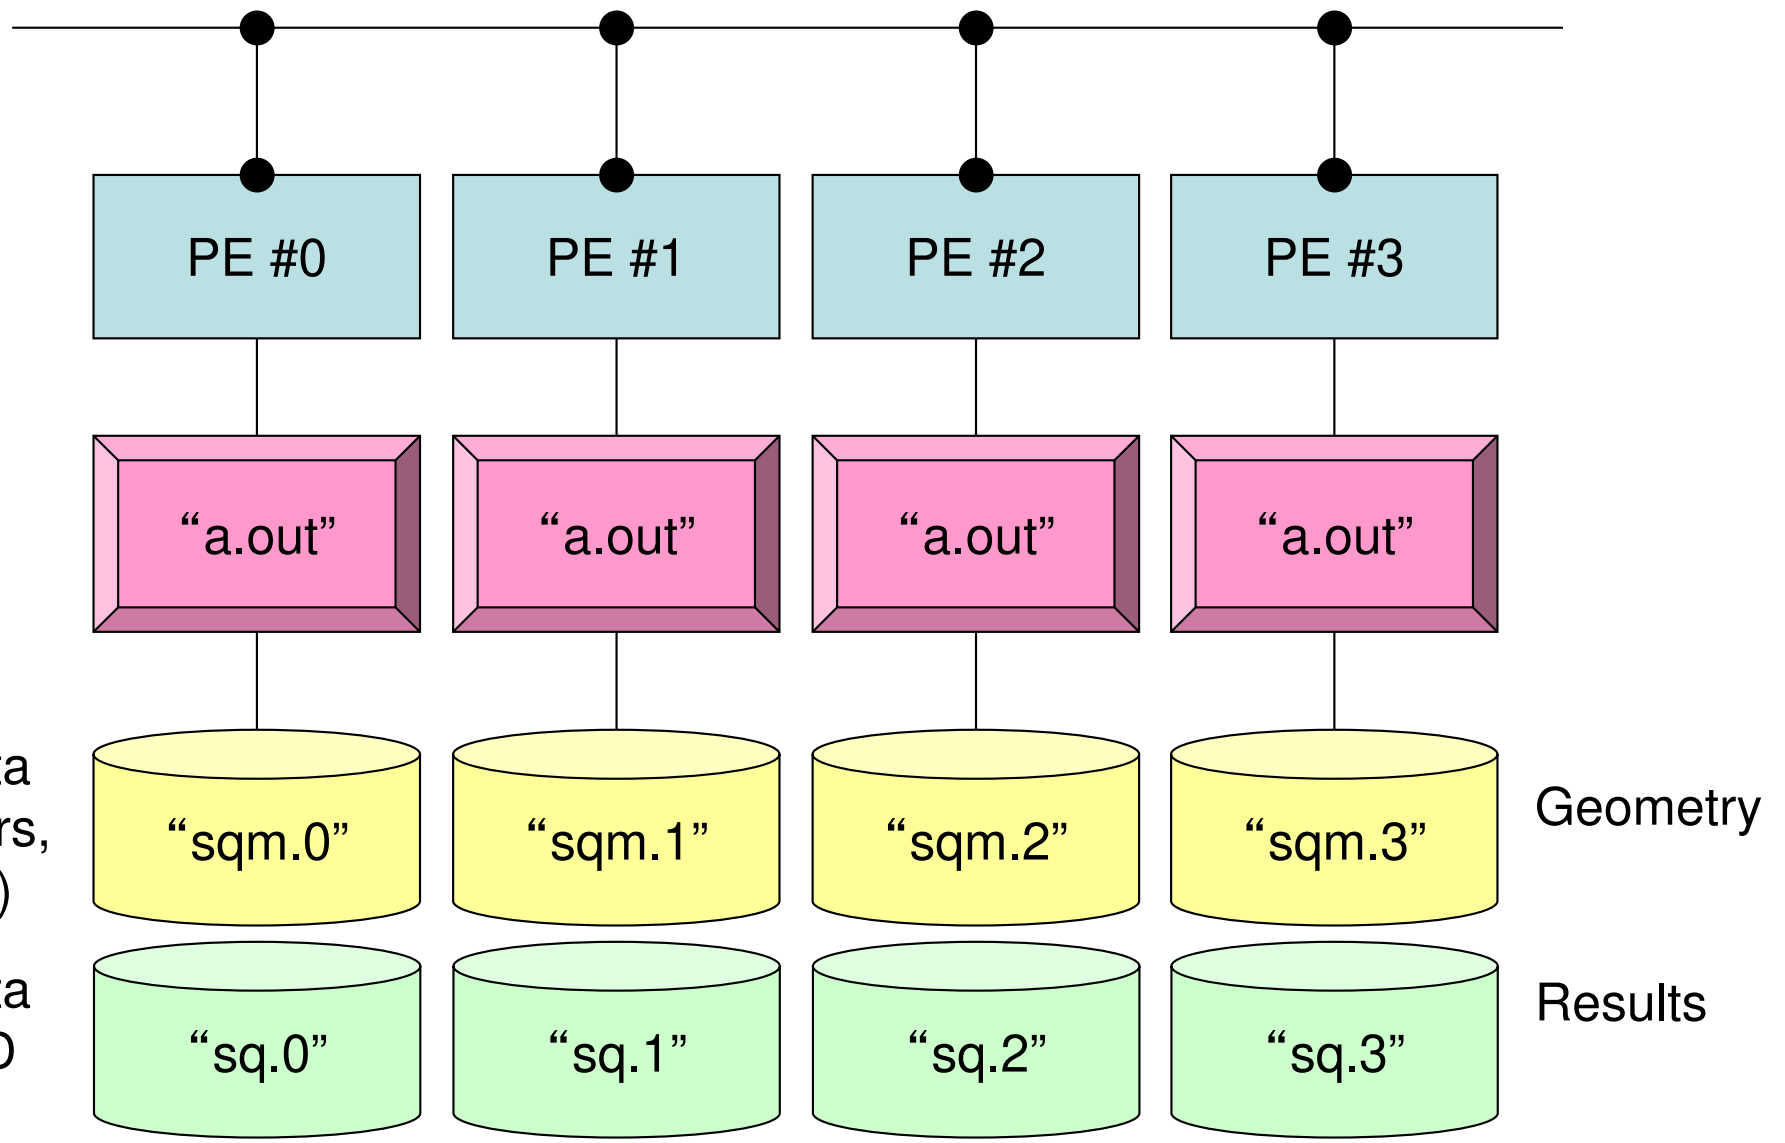 PE #0 PE #1 PE #2 PE #3
“a.out” “a.out” “a.out” “a.out”
“sqm.0” “sqm.1” “sqm.2” “sqm.3” Geometry
“sq.0” “sq.1” “sq.2” “sq.3” Results